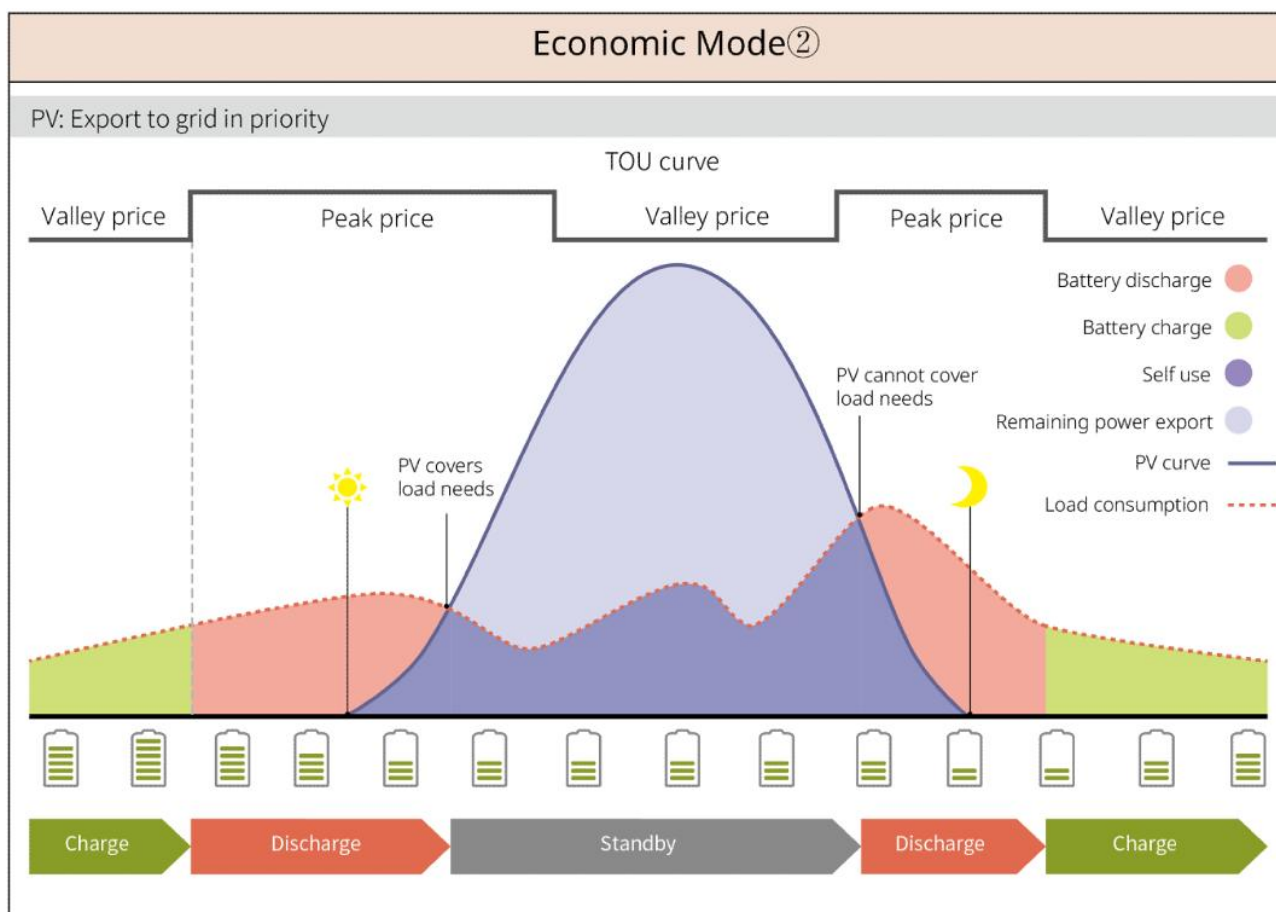 Economic Mode②
PV: Export to grid in priority
TOU curve
Valley price
Peak price
Valley price
Peak price
Valley price
Battery discharge
Battery charge
Self use
Remaining power export
PV curve
Load consumption
PV covers
load needs
PV cannot cover
load needs
Charge
Discharge
Standby
Discharge
Charge